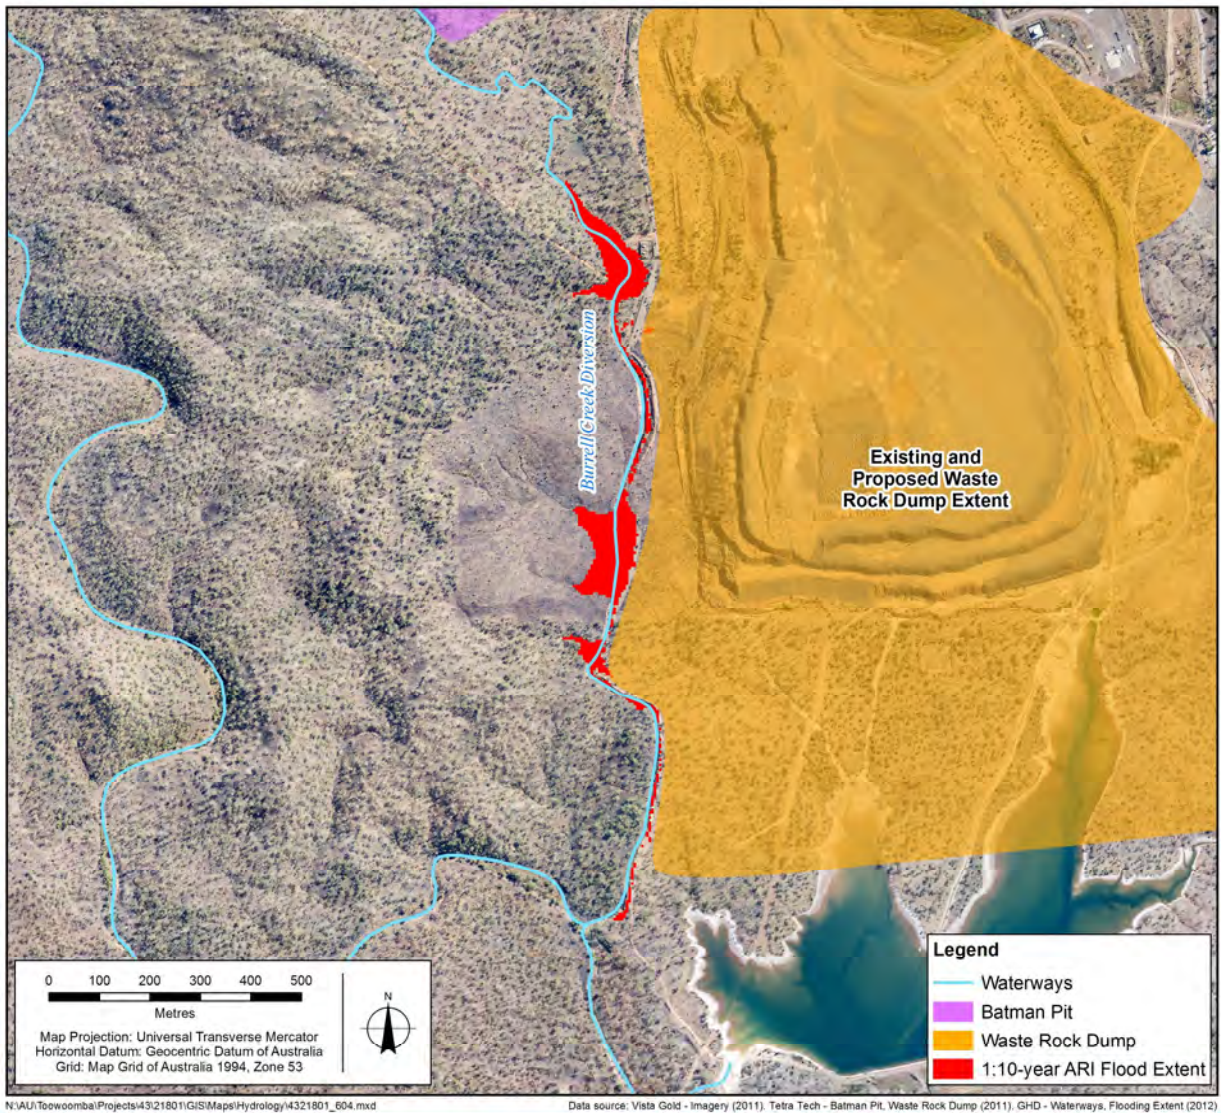 Burrell Creek Diversion
Existing and
Proposed Waste
Rock Dump Extent
Legend
Waterways
Batman Pit
Waste Rock Dump
1:10-year ARI Flood Extent
0 100 200 300 400 500
Metres
Map Projection: Universal Transverse Mercator
Horizontal Datum: Geocentric Datum of Australia
Grid: Map Grid of Australia 1994, Zone 53
N
N:\AU\Toowoomba\Projects\43\21801\GIS\Maps\Hydrology\4321801_604.mxd
Data source: Vista Gold - Imagery (2011). Tetra Tech - Batman Pit, Waste Rock Dump (2011). GHD - Waterways, Flooding Extent (2012)